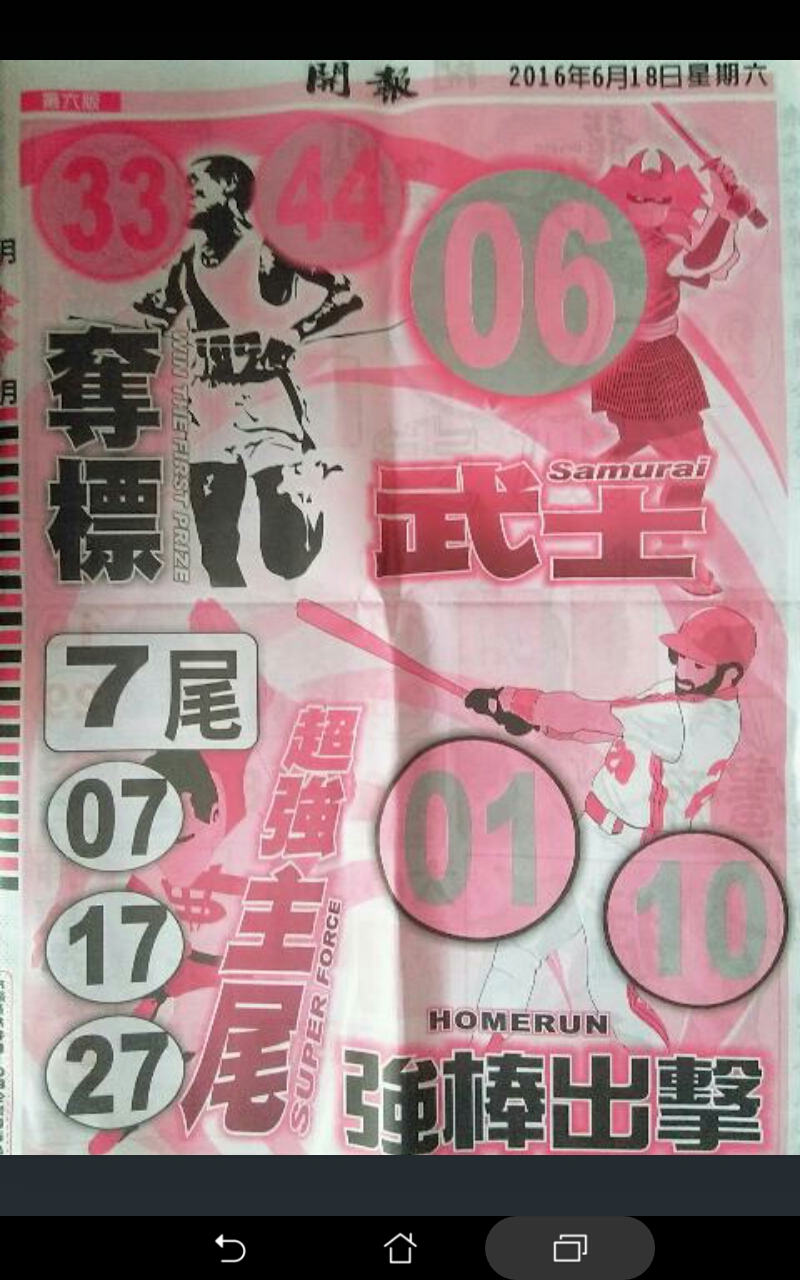 開報
2016年6月18日星期六
第六版
33
44
06
奪標
WIN THE FIRST PRIZE
Samurai
武士
7尾
07
17
27
超強主尾
SUPER FORCE
01
10
HOMERUN
強棒出擊
月
月